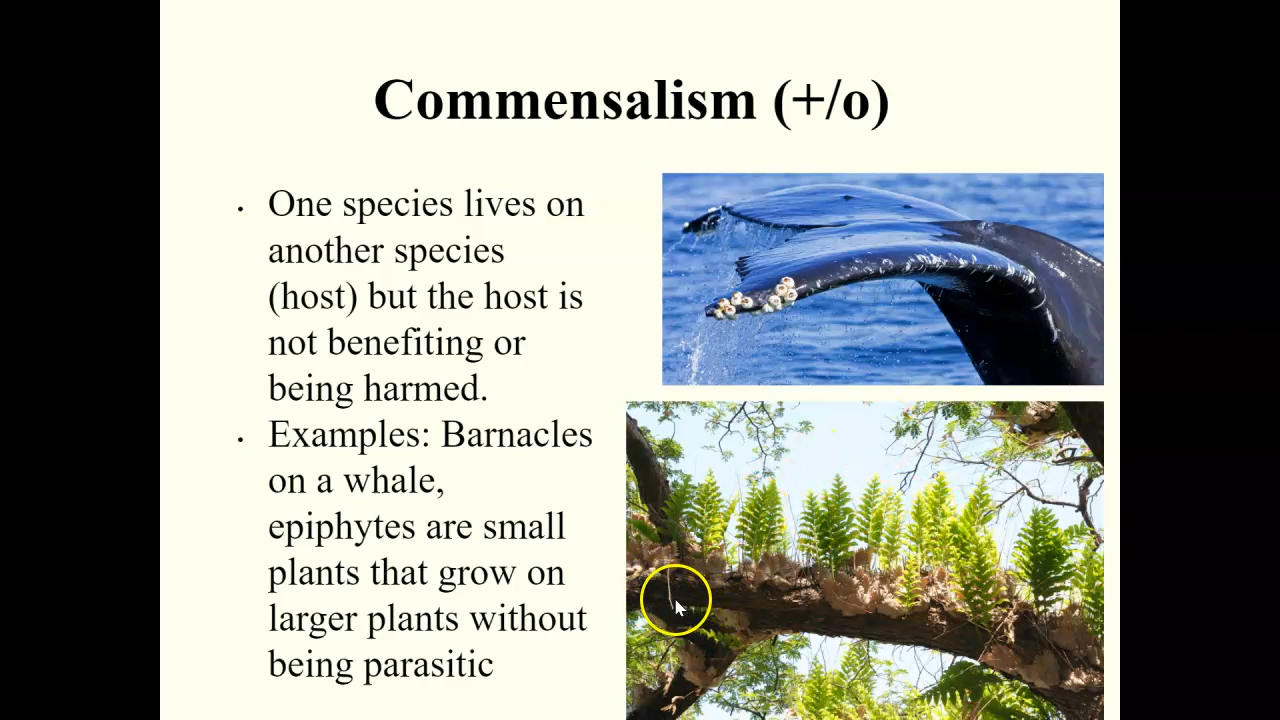 Commensalism (+/o)
• One species lives on
another species
(host) but the host is
not benefiting or
being harmed.
• Examples: Barnacles
on a whale,
epiphytes are small
plants that grow on
larger plants without
being parasitic